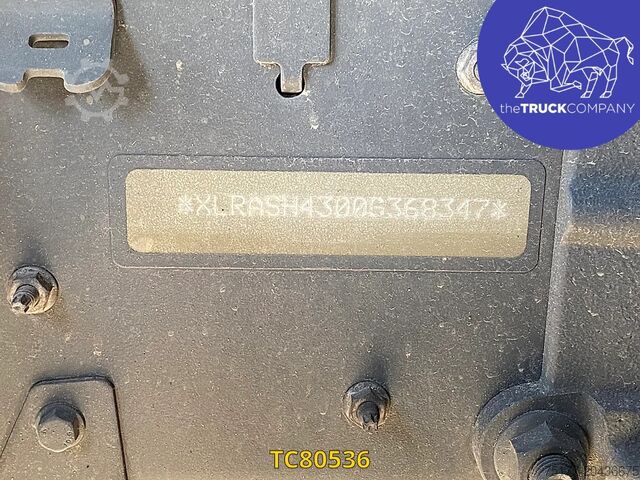 theTRUCKCOMPANY
*XLRASH4300G368347*
TC80536